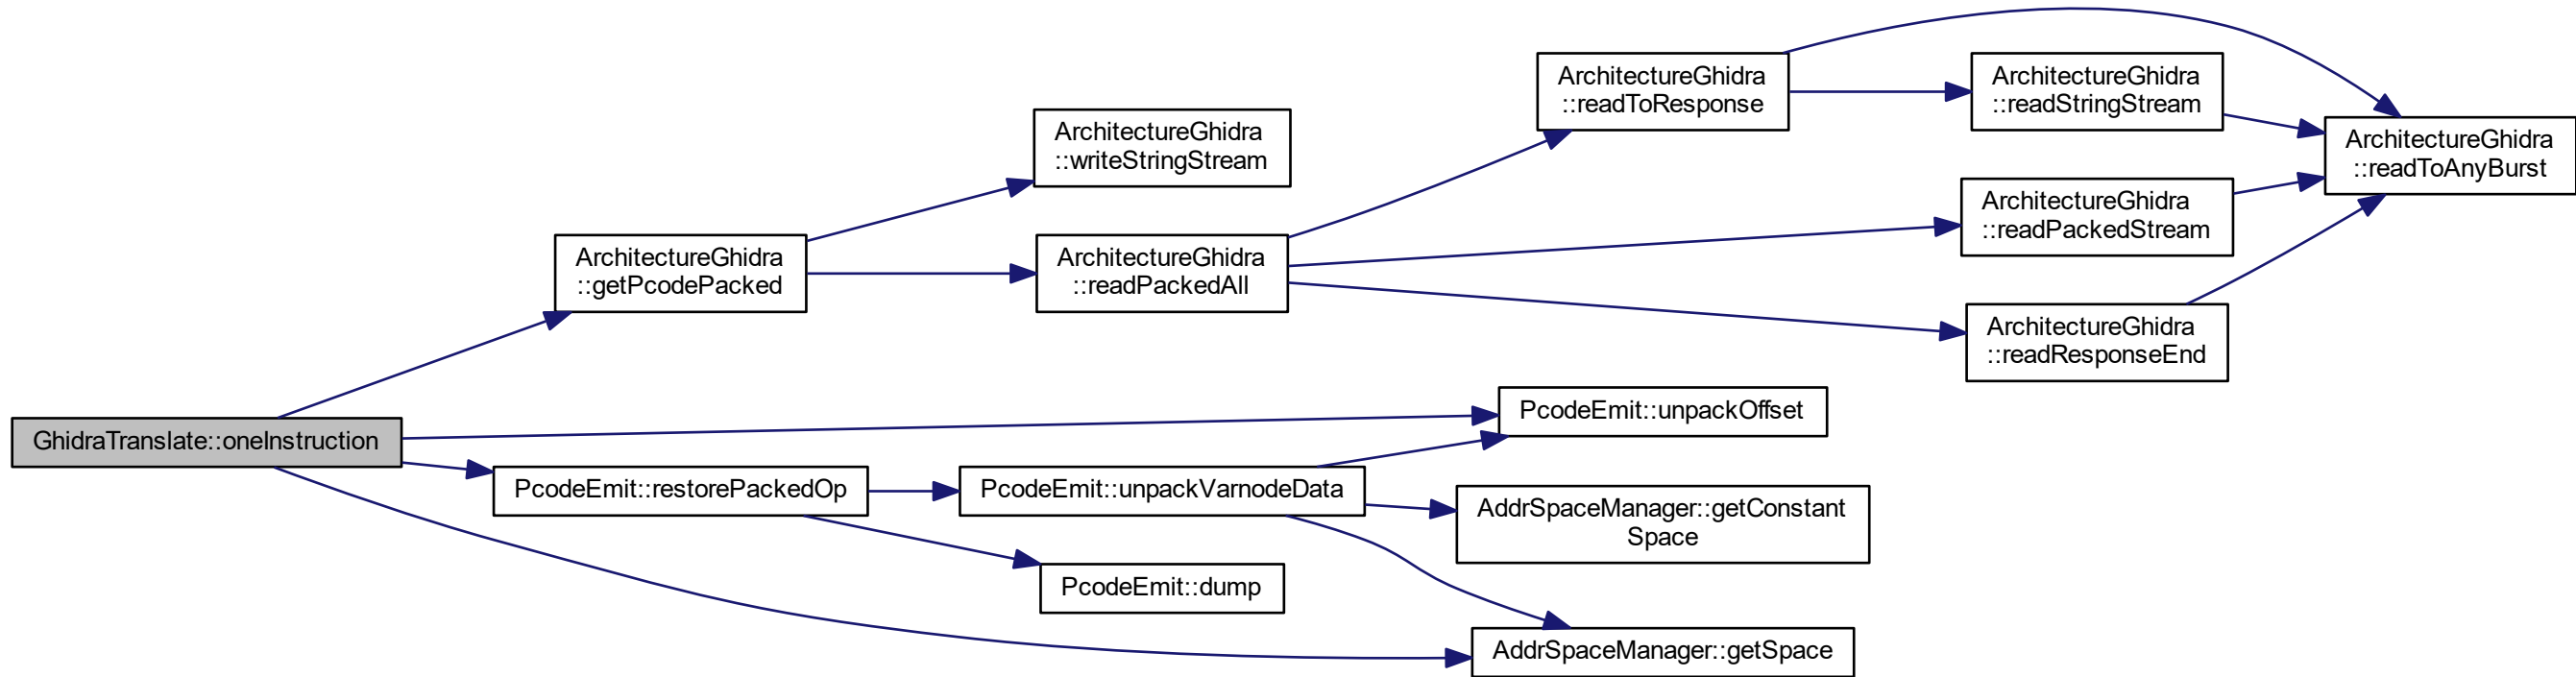 ArchitectureGhidra
::readToResponse
ArchitectureGhidra
::readStringStream
ArchitectureGhidra
::writeStringStream
ArchitectureGhidra
::readToAnyBurst
ArchitectureGhidra
::readPackedStream
ArchitectureGhidra
::getPcodePacked
ArchitectureGhidra
::readPackedAll
ArchitectureGhidra
::readResponseEnd
PcodeEmit::unpackOffset
GhidraTranslate::oneInstruction
PcodeEmit::restorePackedOp
PcodeEmit::unpackVarnodeData
AddrSpaceManager::getConstant
Space
PcodeEmit::dump
AddrSpaceManager::getSpace